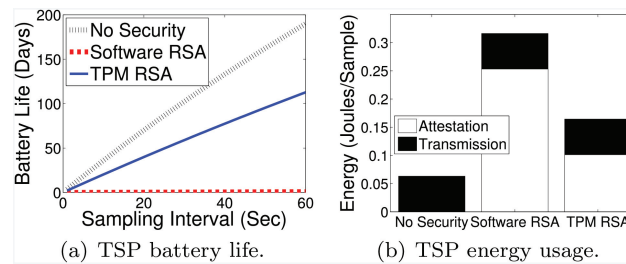 Battery Life (Days)
200
150
100
50
0
No Security
Software RSA
TPM RSA
0
20
40
60
Sampling Interval (Sec)
(a) TSP battery life.
Energy (Joules/Sample)
0.3
0.25
0.2
0.15
0.1
0.05
0
Attestation
Transmission
No Security
Software RSA
TPM RSA
(b) TSP energy usage.